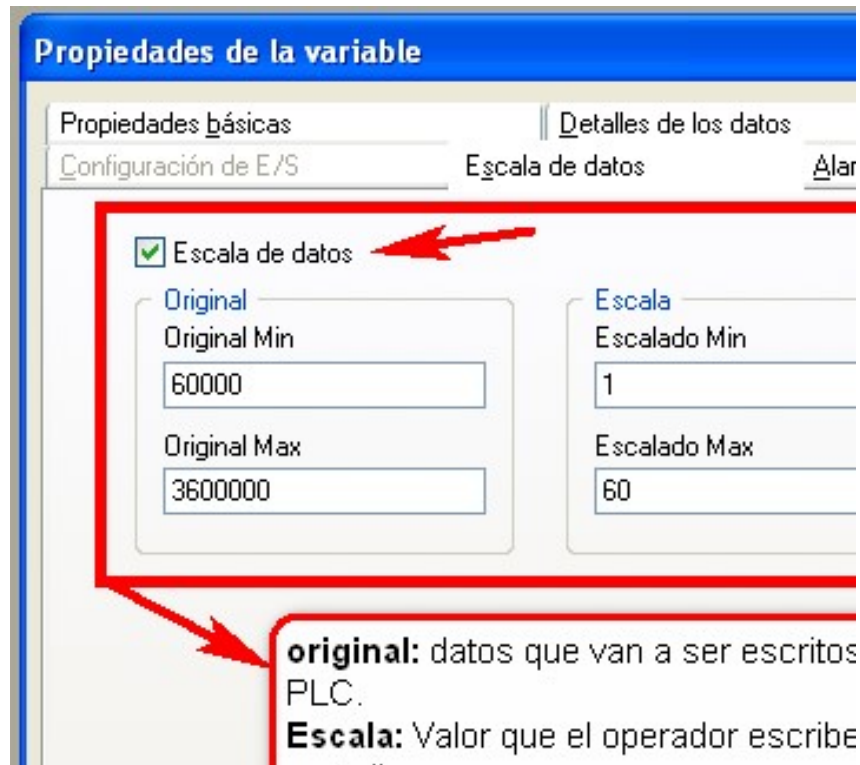 Propiedades de la variable
Propiedades básicas
Detalles de los datos
Configuración de E/S
Escala de datos
Escala de datos
Original
Original Min
60000
Original Max
3600000
Escala
Escalado Min
1
Escalado Max
60
original: datos que van a ser escritos
PLC.
Escala: Valor que el operador escribe